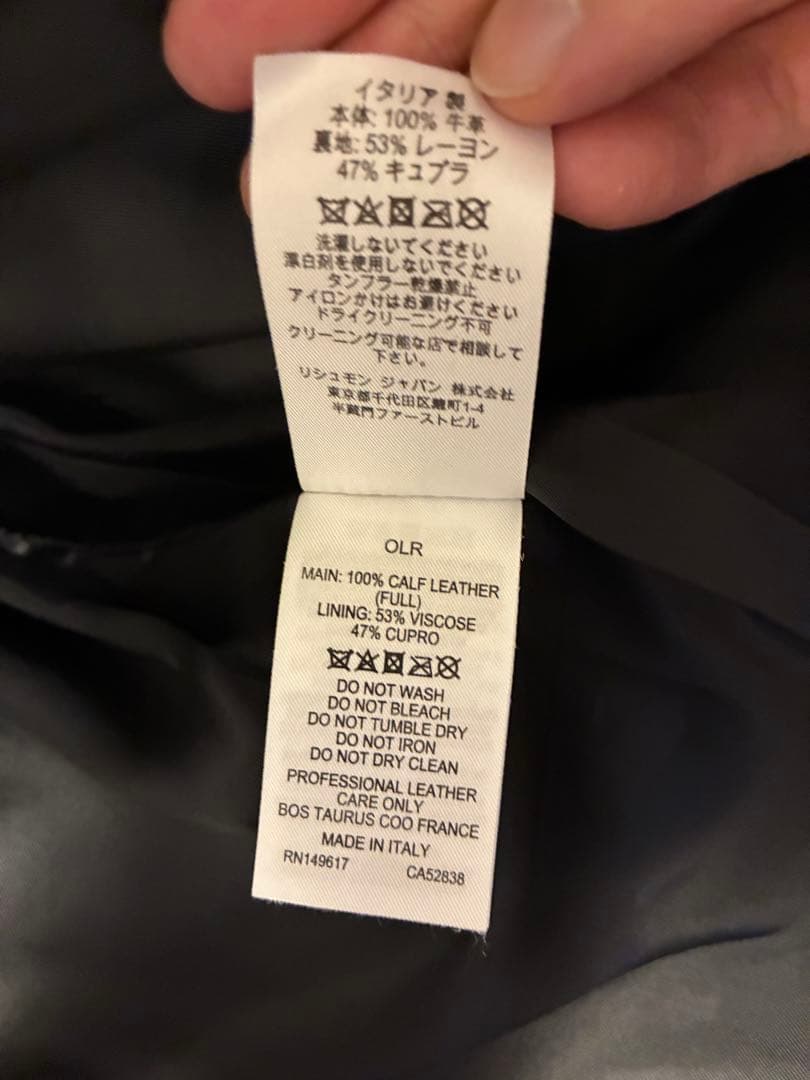 イタリア 製
本体: 100% 牛革
裏地: 53% レーヨン
47% キュプラ
洗濯しないてください
漂白剤を使用しないでください
タンブラー乾燥禁止
アイロンかけはお避けください
ドライクリーニング不可
クリーニング可能な店で相談して
下さい。
リシュモン ジャパン 株式会社
東京都千代田区麹町1-4
半蔵門ファーストビル
OLR
MAIN: 100% CALF LEATHER
(FULL)
LINING: 53% VISCOSE
47% CUPRO
DO NOT WASH
DO NOT BLEACH
DO NOT TUMBLE DRY
DO NOT IRON
DO NOT DRY CLEAN
PROFESSIONAL LEATHER
CARE ONLY
BOS TAURUS COO FRANCE
MADE IN ITALY
RN149617 CA52838